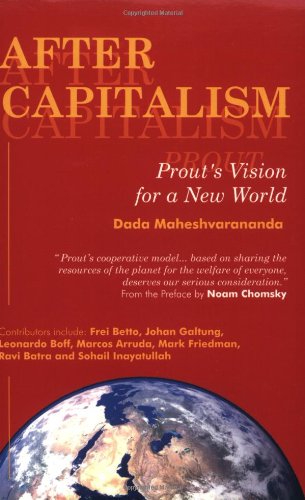 AFTER
CAPITALISM
PROUT
Prout's Vision
for a New World
Dada Maheshvarananda
"Prout's cooperative model... based on sharing the
resources of the planet for the welfare of everyone,
deserves our serious consideration."
From the Preface by Noam Chomsky
Contributors include: Frei Betto, Johan Galtung,
Leonardo Boff, Marcos Arruda, Mark Friedman,
Ravi Batra and Sohail Inayatullah